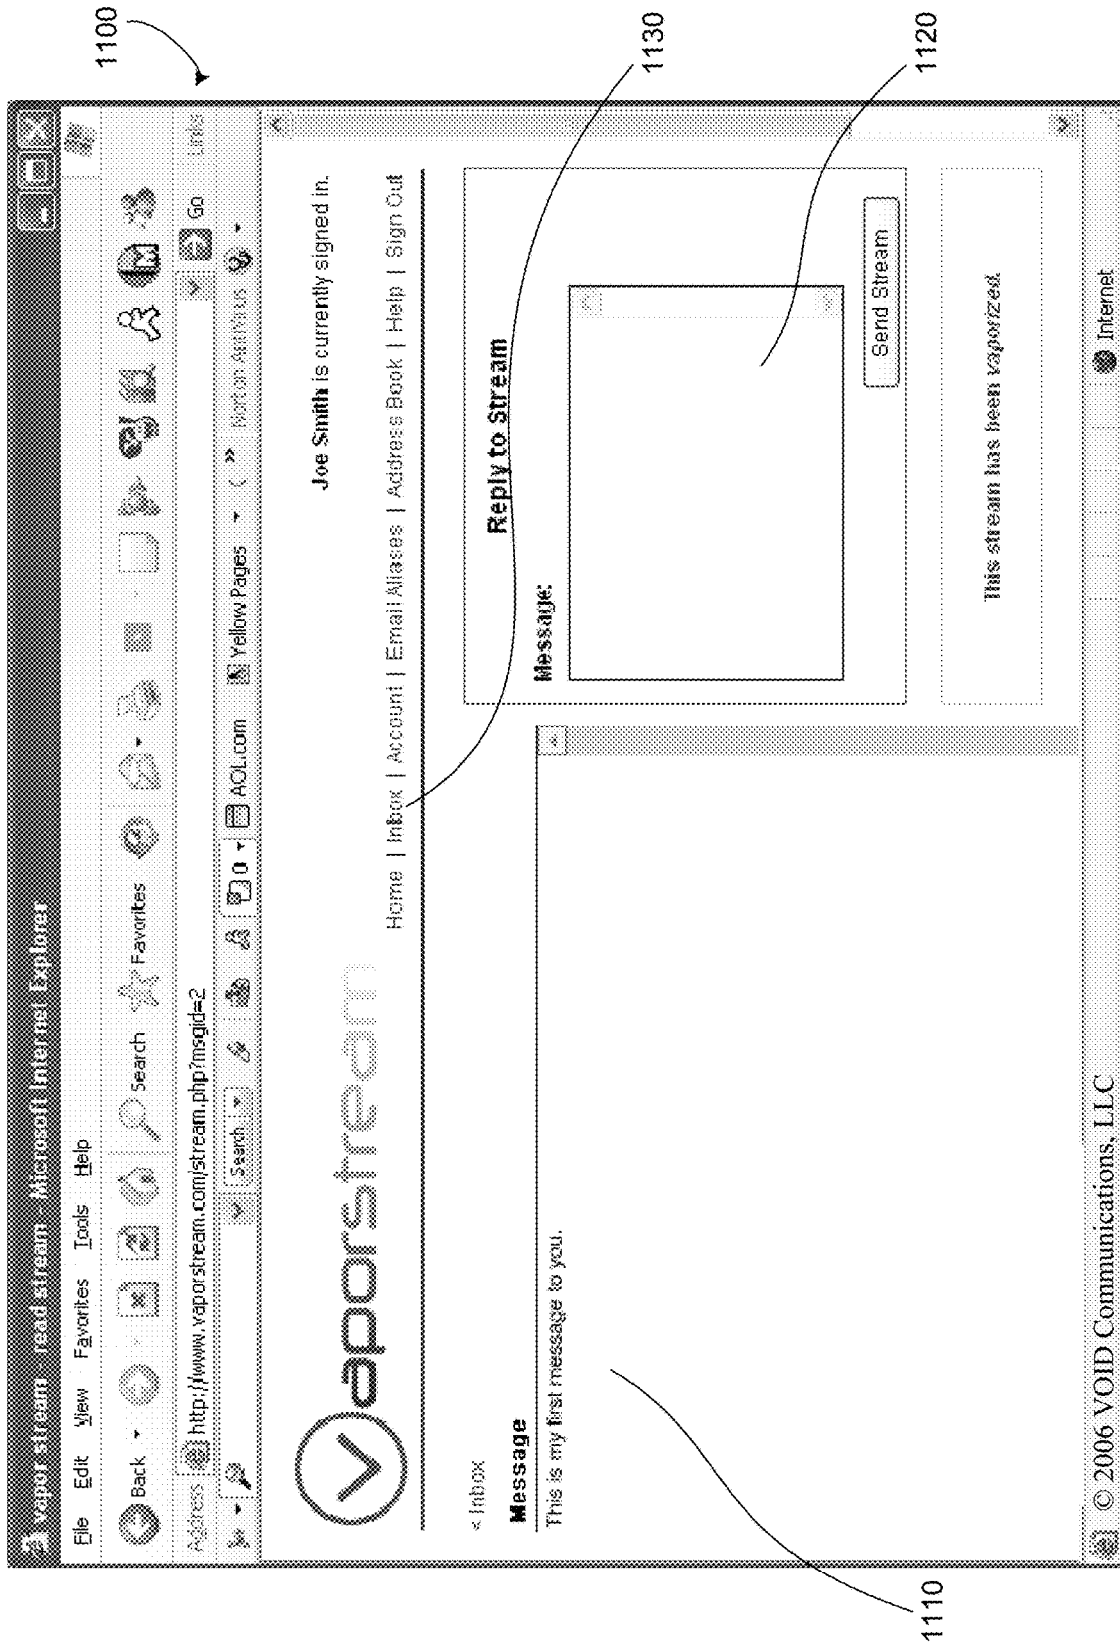 1100
vapor stream - read stream - Microsoft Internet Explorer
File Edit View Favorites Tools Help
Back Search Favorites
Address http://www.vaporstream.com/stream.php?msgid=2 Go Links
Search 0 AOL.com Yellow Pages Norton AntiVirus
vaporstream
Joe Smith is currently signed in.
Home | Inbox | Account | Email Aliases | Address Book | Help | Sign Out
< Inbox
Message
This is my first message to you.
Reply to Stream
Message:
Send Stream
This stream has been vaporized.
© 2006 VOID Communications, LLC
Internet
1110
1130
1120